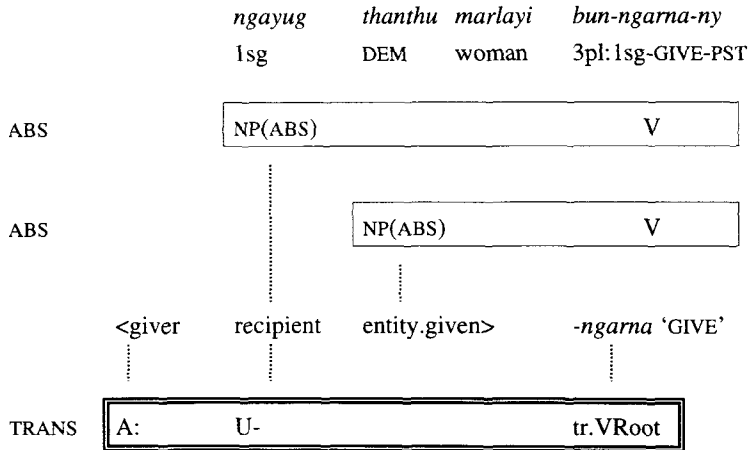 ngayug thanthu marlayi bun-ngarna-ny
1sg DEM woman 3pl:1sg-GIVE-PST
ABS NP(ABS) V
ABS NP(ABS) V
<giver recipient entity.given> -ngarna ‘GIVE’
TRANS A: U- tr.VRoot